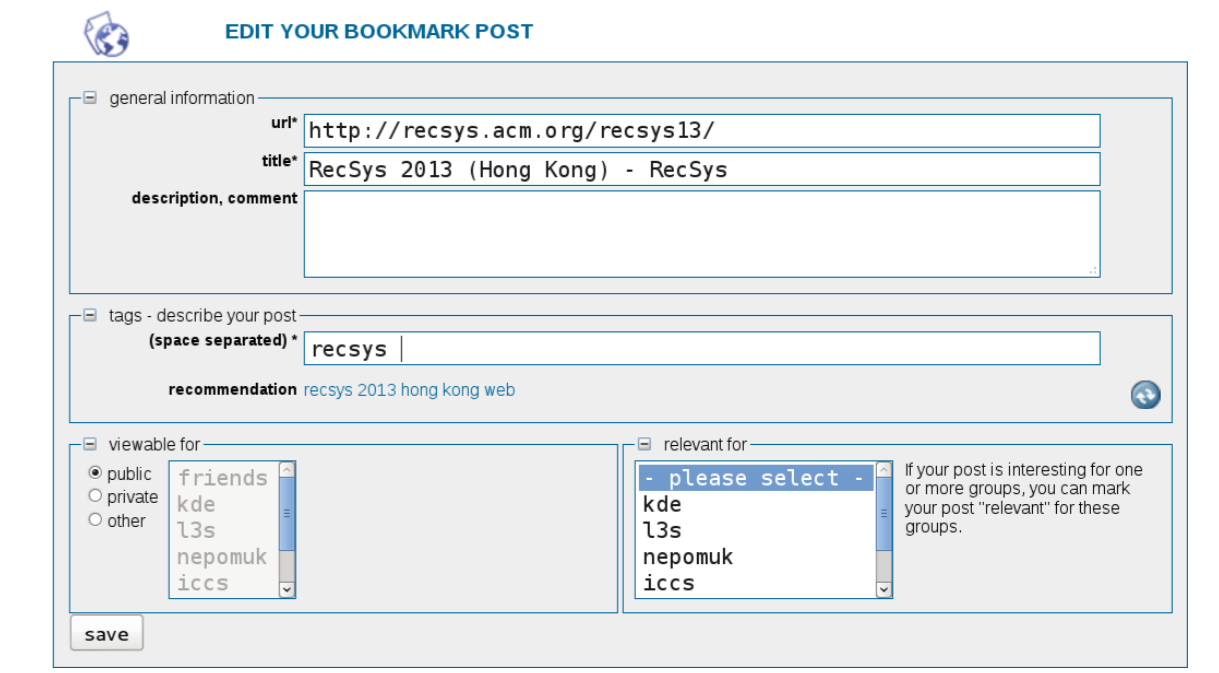 EDIT YOUR BOOKMARK POST
general information
url*
http://recsys.acm.org/recsys13/
title*
RecSys 2013 (Hong Kong) - RecSys
description, comment
tags - describe your post
(space separated) *
recsys
recommendation recsys 2013 hong kong web
viewable for
public
private
other
friends
kde
l3s
nepomuk
iccs
relevant for
- please select -
kde
l3s
nepomuk
iccs
If your post is interesting for one
or more groups, you can mark
your post "relevant" for these
groups.
save